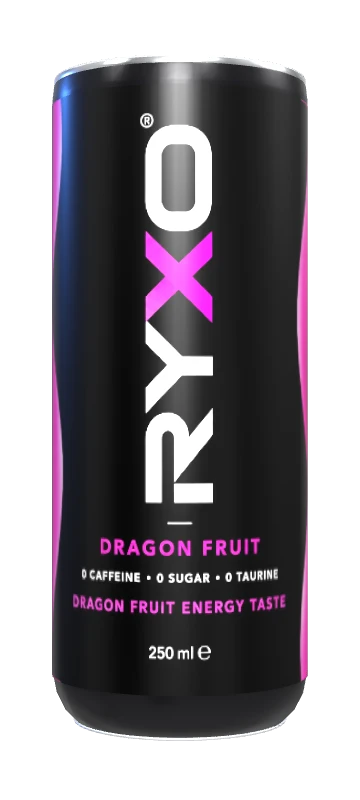 RYXO®
DRAGON FRUIT
0 CAFFEINE • 0 SUGAR • 0 TAURINE
DRAGON FRUIT ENERGY TASTE
250 ml ℮